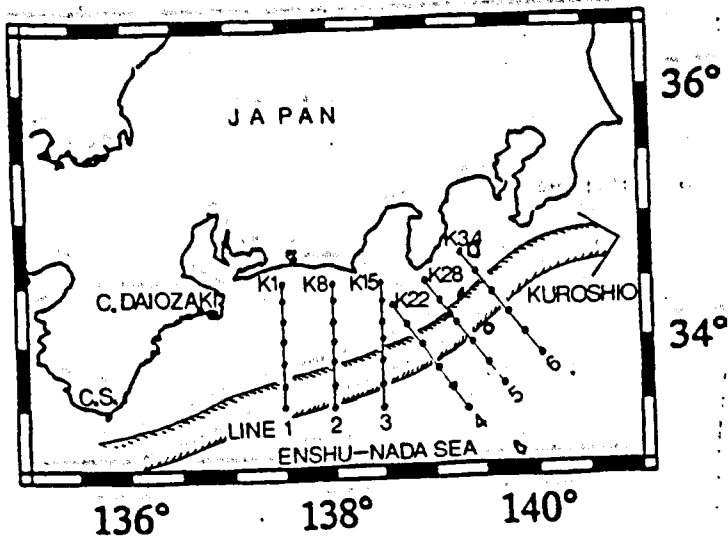 36°
JAPAN
K34
K1 K8 K15 K28
K22
C. DAIOZAKI
KUROSHIO
34°
6
C.S.
5
LINE 1 2 3 4
ENSHU-NADA SEA
136° 138° 140°